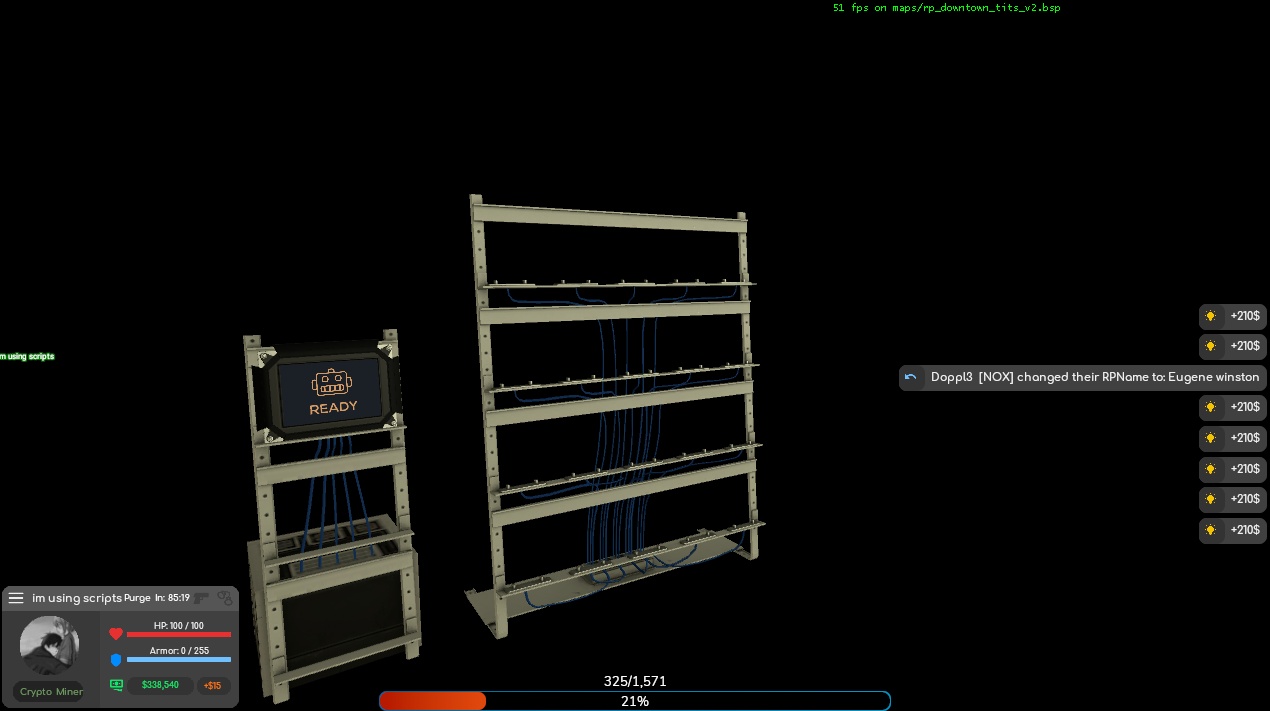 51 fps on maps/rp_downtown_tits_v2.bsp
+210$
+210$
m using scripts
Doppl3 [NOX] changed their RPName to: Eugene winston
READY
+210$
+210$
+210$
+210$
+210$
im using scripts Purge In: 85:19
HP: 100 / 100
Armor: 0 / 255
Crypto Miner
$338,540 +$15
325/1,571
21%